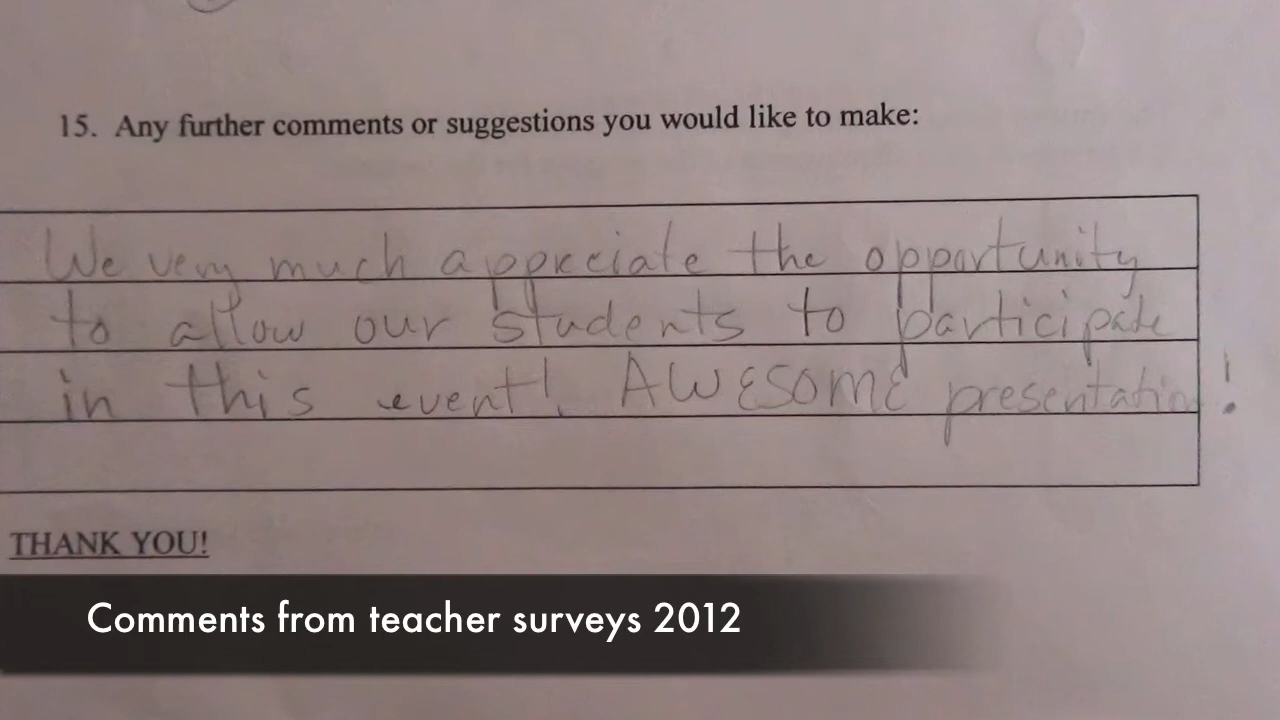 15. Any further comments or suggestions you would like to make:
We very much appreciate the opportunity
to allow our students to participate
in this event! AWESOME presentation!
THANK YOU!
Comments from teacher surveys 2012